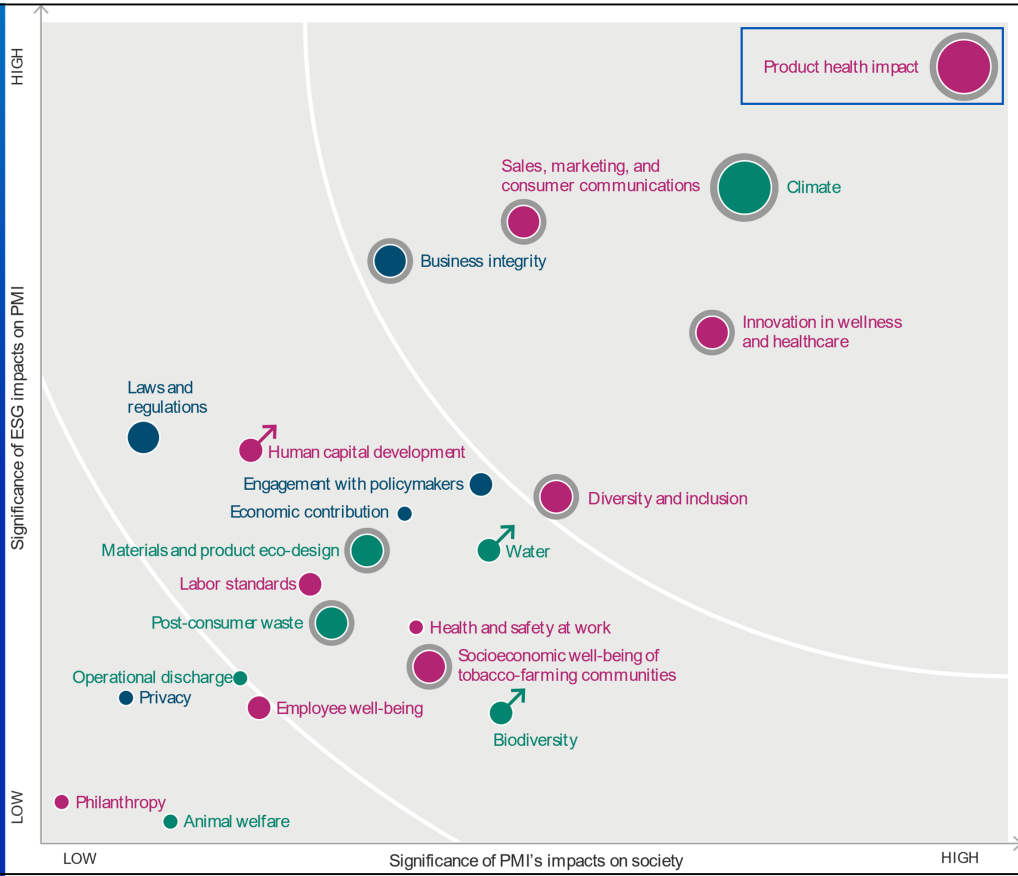 HIGH
Product health impact
Sales, marketing, and
consumer communications
Climate
Business integrity
Innovation in wellness
and healthcare
Significance of ESG impacts on PMI
Laws and
regulations
Human capital development
Engagement with policymakers
Diversity and inclusion
Economic contribution
Materials and product eco-design
Water
Labor standards
Post-consumer waste
Health and safety at work
Socioeconomic well-being of
tobacco-farming communities
Operational discharge
Privacy
Employee well-being
Biodiversity
LOW
Philanthropy
Animal welfare
LOW
Significance of PMI's impacts on society
HIGH